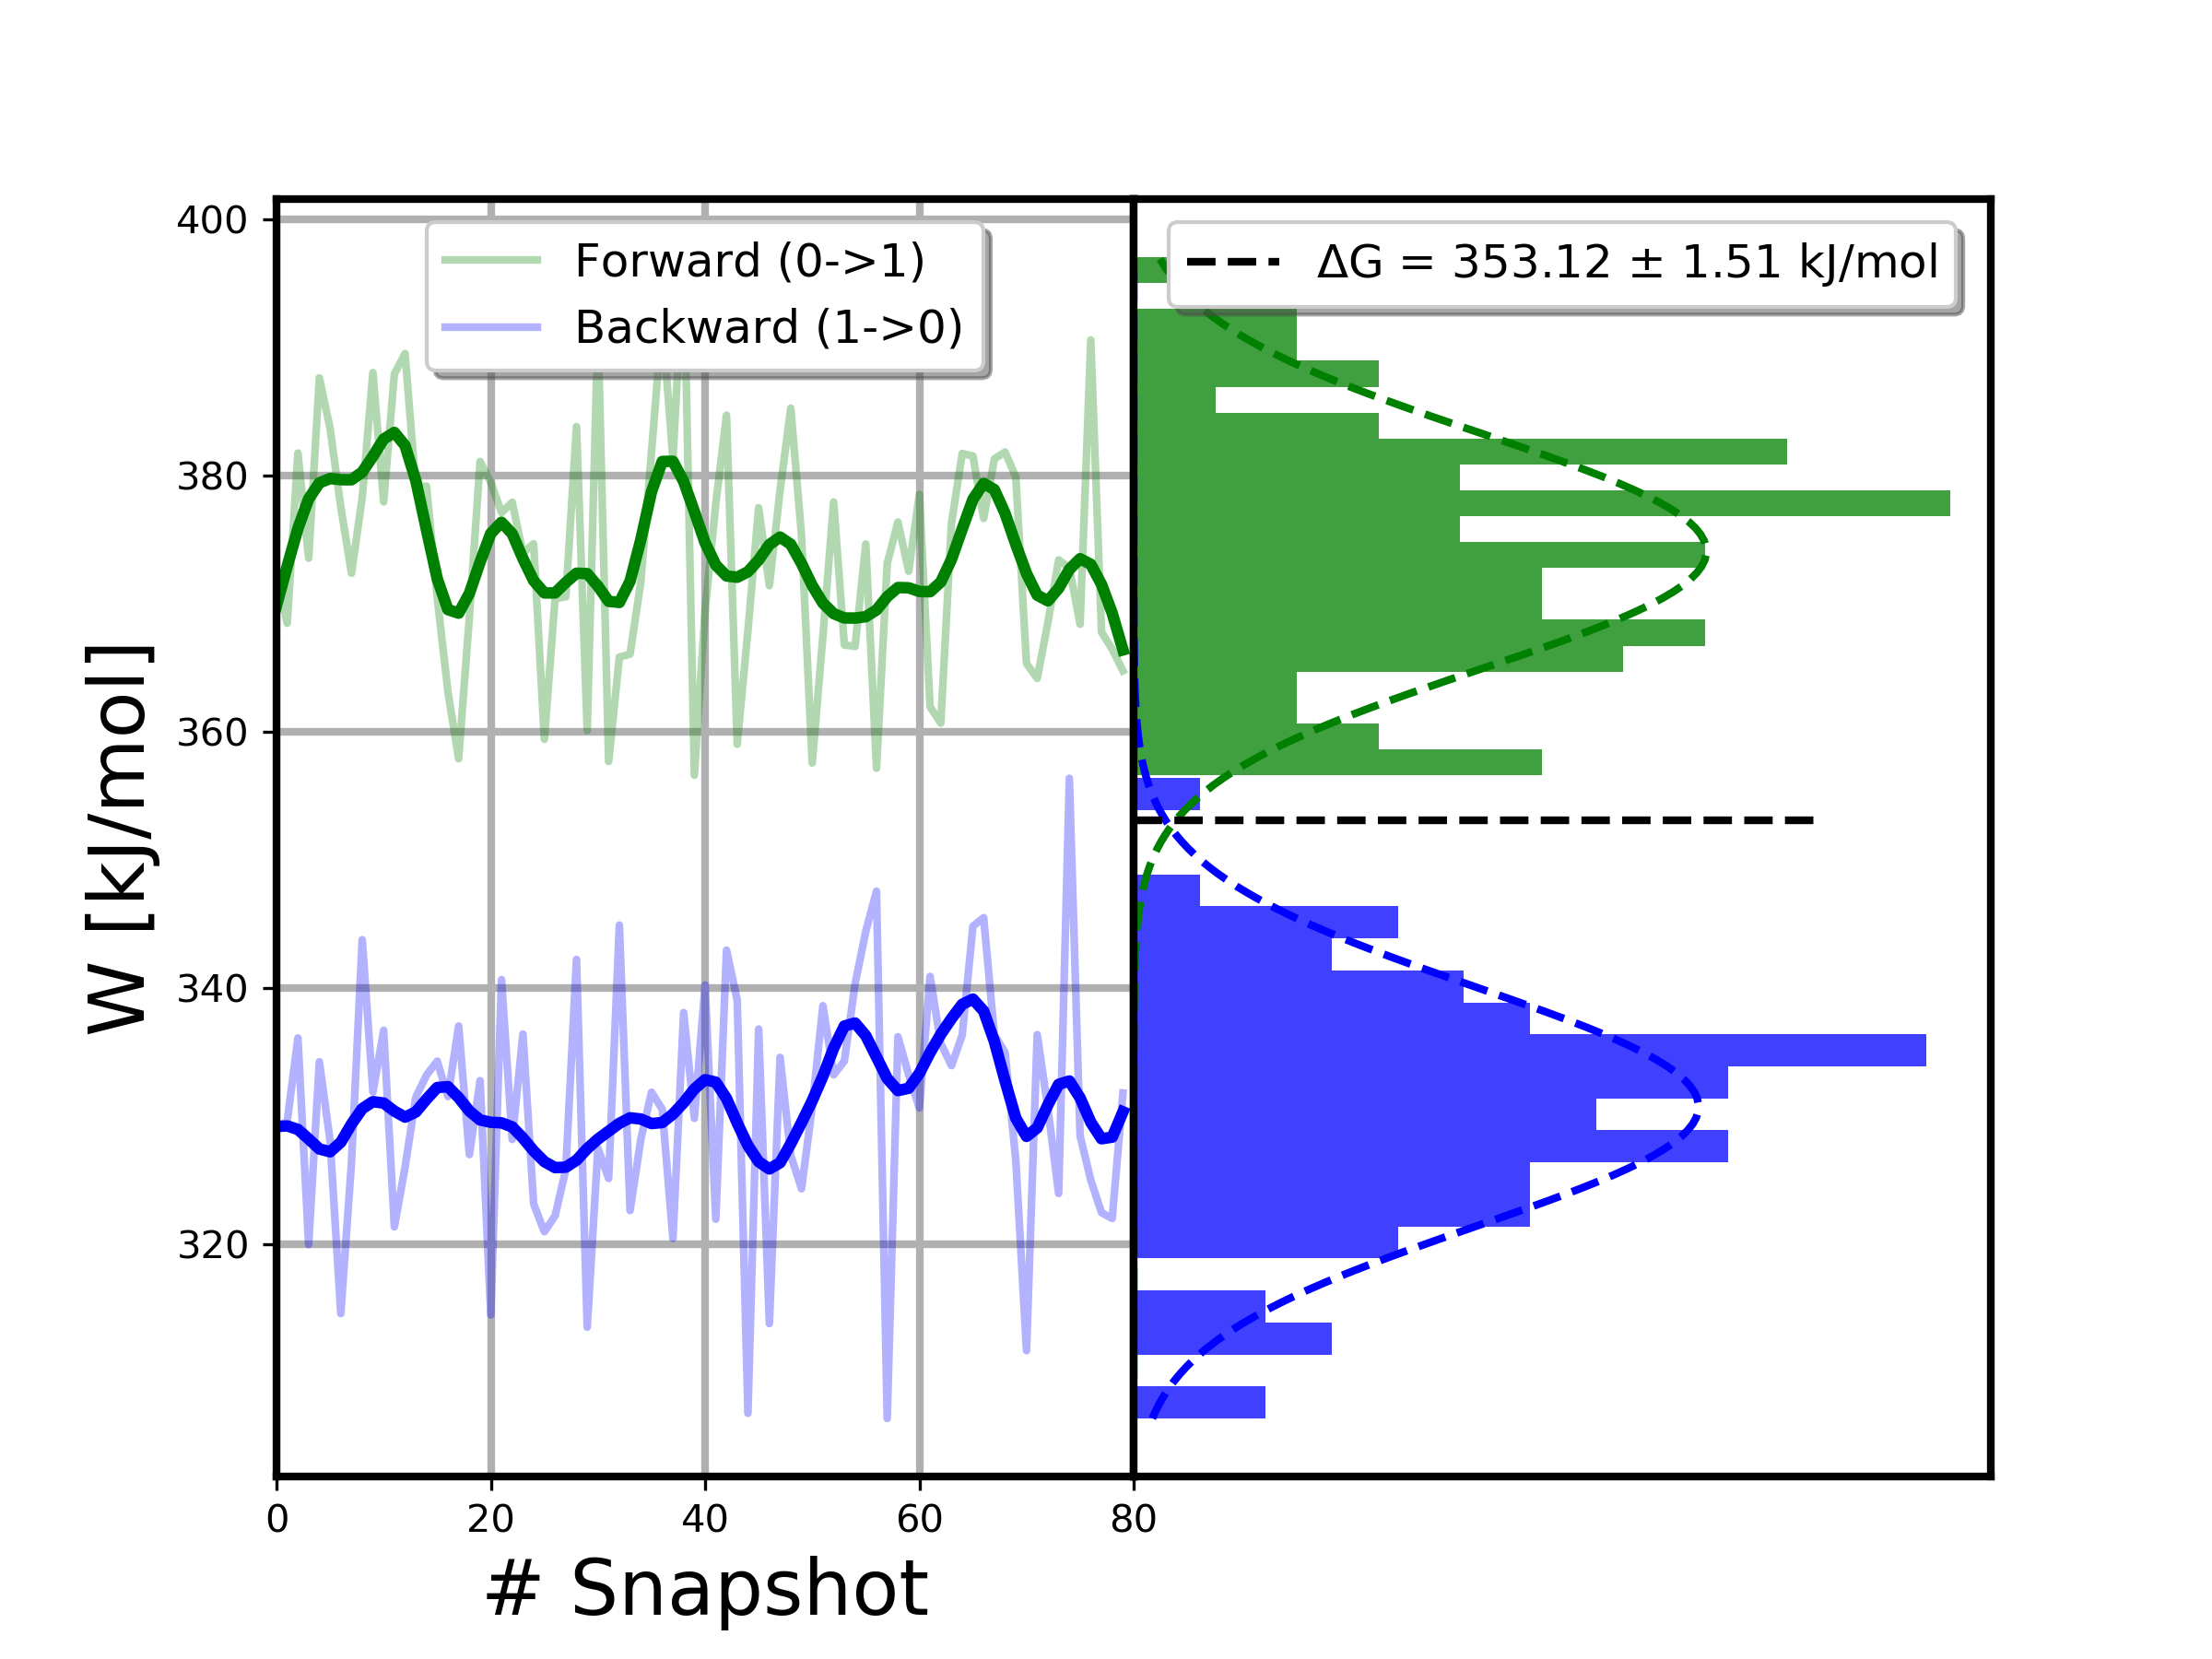 Forward (0->1)
Backward (1->0)
ΔG = 353.12 ± 1.51 kJ/mol
400
380
360
340
320
W [kJ/mol]
0 20 40 60 80
# Snapshot